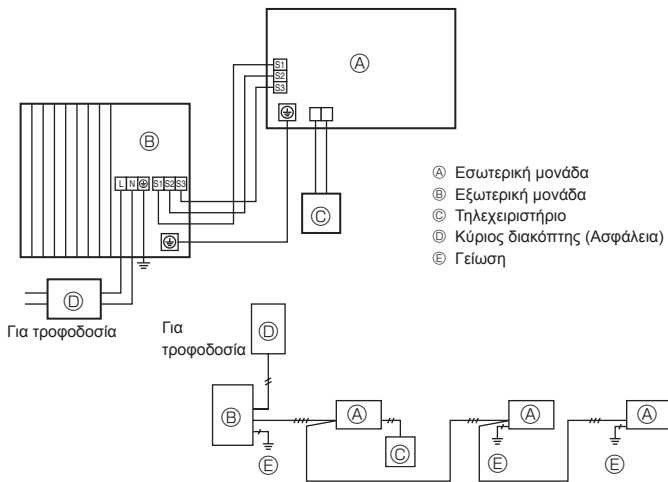 S1
S2
S3
Ⓐ
Ⓑ
L N S1 S2 S3
Ⓒ
Ⓐ Εσωτερική μονάδα
Ⓑ Εξωτερική μονάδα
Ⓒ Τηλεχειριστήριο
Ⓓ Κύριος διακόπτης (Ασφάλεια)
Ⓔ Γείωση
Ⓓ
Για τροφοδοσία
Για
τροφοδοσία
Ⓓ
Ⓑ
Ⓐ
Ⓐ
Ⓐ
Ⓒ
Ⓔ
Ⓔ
Ⓔ